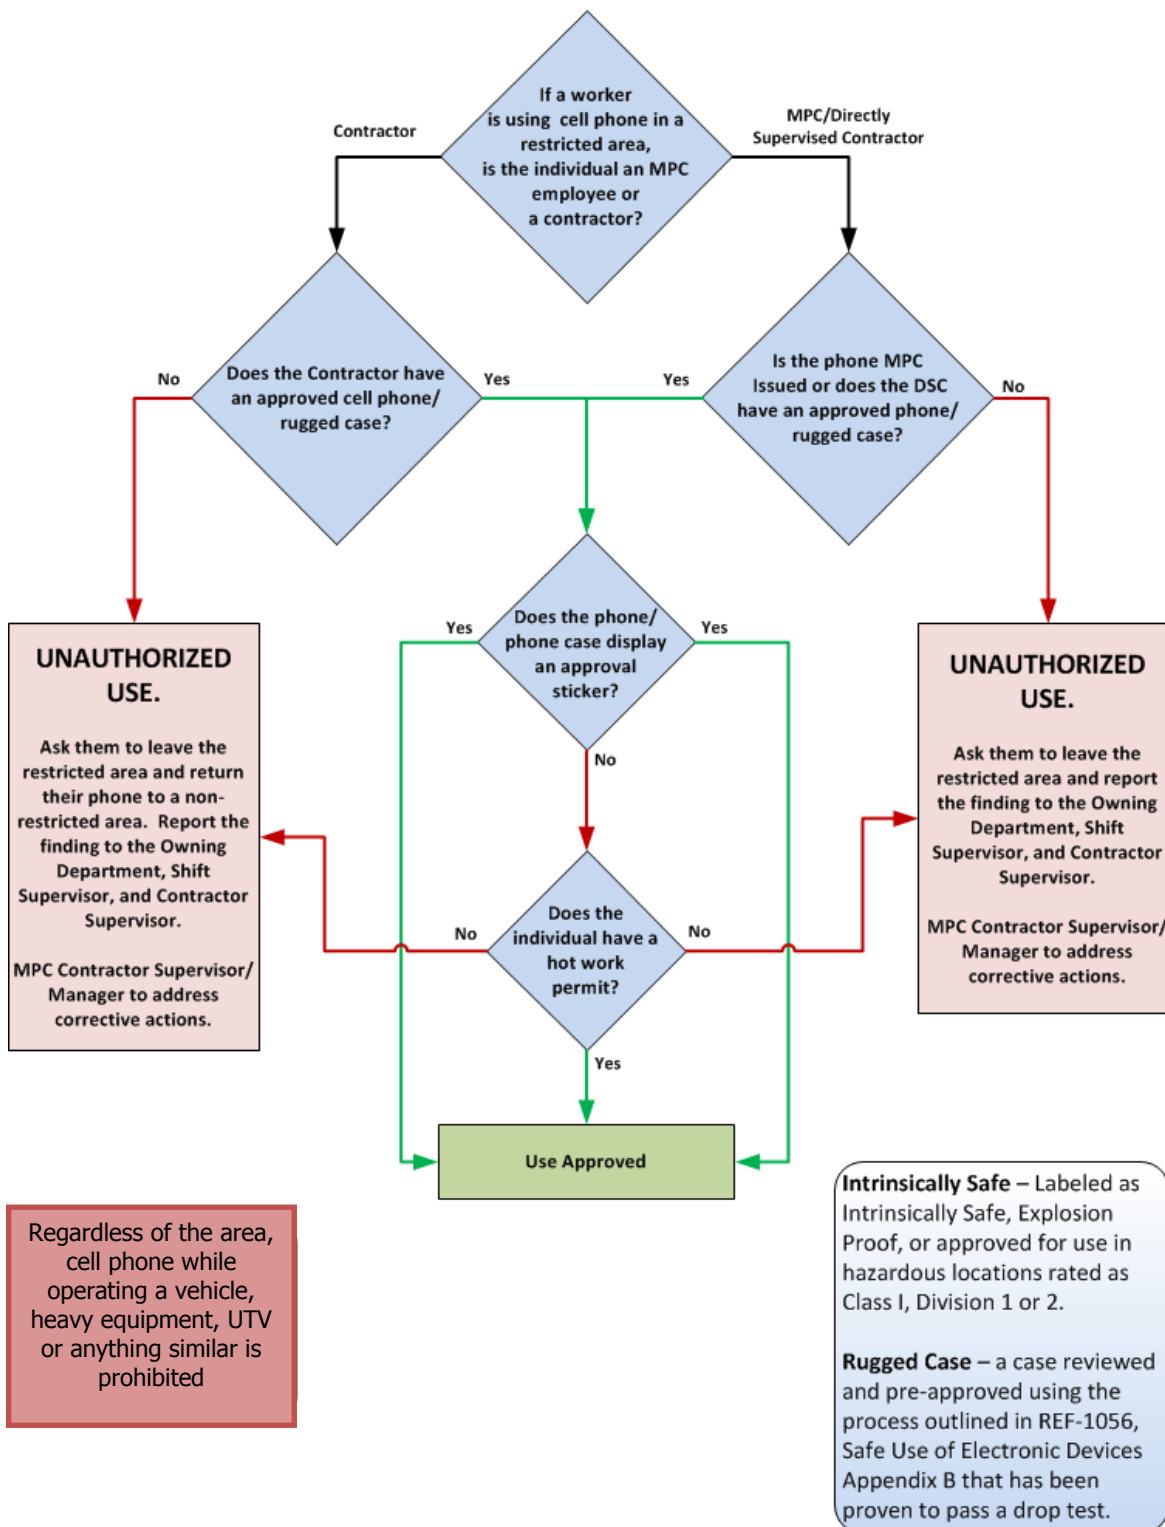 If a worker
is using cell phone in a
restricted area,
is the individual an MPC
employee or
a contractor?
Contractor
MPC/Directly
Supervised Contractor
Does the Contractor have
an approved cell phone/
rugged case?
No
Yes
Is the phone MPC
Issued or does the DSC
have an approved phone/
rugged case?
Yes
No
Does the phone/
phone case display
an approval
sticker?
Yes
Yes
No
UNAUTHORIZED
USE.
Ask them to leave the
restricted area and return
their phone to a non-
restricted area. Report the
finding to the Owning
Department, Shift
Supervisor, and Contractor
Supervisor.
MPC Contractor Supervisor/
Manager to address
corrective actions.
UNAUTHORIZED
USE.
Ask them to leave the
restricted area and report
the finding to the Owning
Department, Shift
Supervisor, and Contractor
Supervisor.
MPC Contractor Supervisor/
Manager to address
corrective actions.
Does the
individual have a
hot work
permit?
No
No
Yes
Use Approved
Regardless of the area,
cell phone while
operating a vehicle,
heavy equipment, UTV
or anything similar is
prohibited
Intrinsically Safe – Labeled as
Intrinsically Safe, Explosion
Proof, or approved for use in
hazardous locations rated as
Class I, Division 1 or 2.
Rugged Case – a case reviewed
and pre-approved using the
process outlined in REF-1056,
Safe Use of Electronic Devices
Appendix B that has been
proven to pass a drop test.